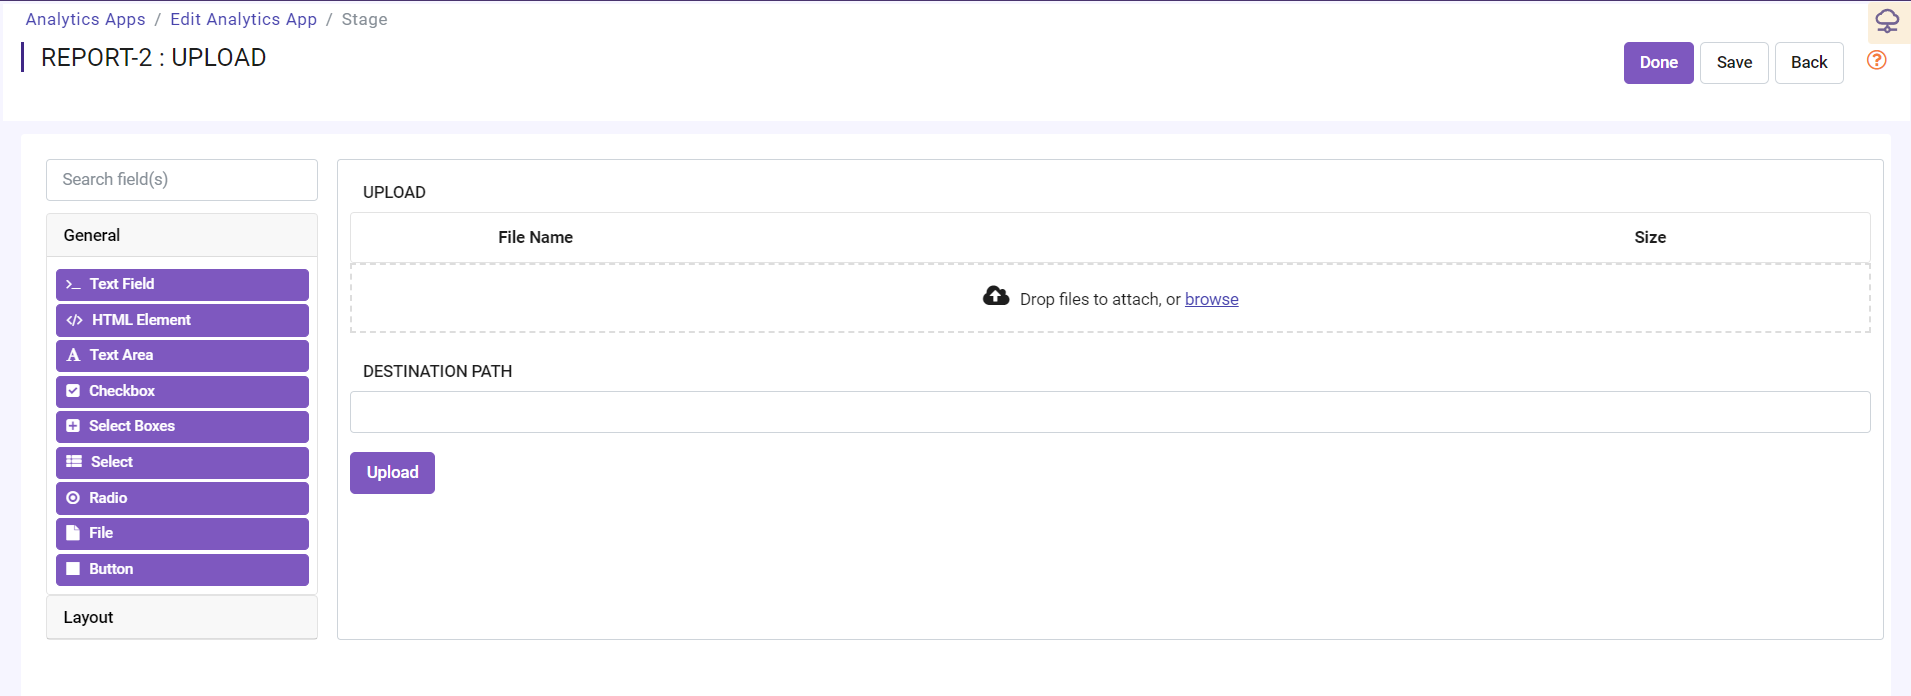 Analytics Apps / Edit Analytics App / Stage
REPORT-2 : UPLOAD
Done
Save
Back
Search field(s)
General
Text Field
HTML Element
Text Area
Checkbox
Select Boxes
Select
Radio
File
Button
Layout
UPLOAD
File Name Size
Drop files to attach, or browse
DESTINATION PATH
Upload